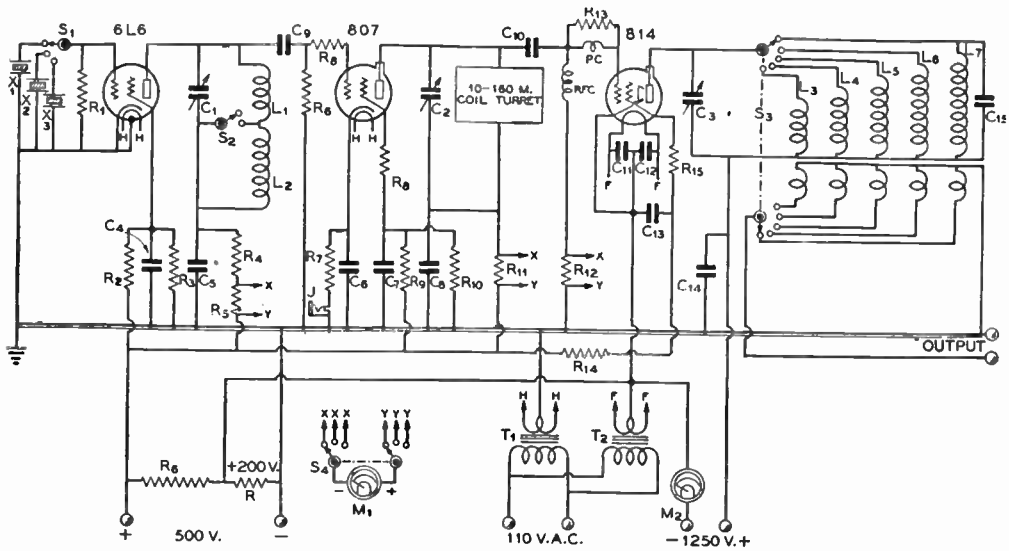 S1
6L6
C9
807
R8
C10
R13
PC
RFC
814
X1
X2
X3
R1
H H
C1
S2
L1
L2
R6
H H
C2
10-160 M.
COIL TURRET
C11 C12
F F
R15
C3
S3
L3
L4
L5
L6
L7
C15
R8
C13
C4
R2
R3
C5
R4
X
R5
Y
R7
J
C6
C7
R9
C8
R10
R11
X
Y
R12
X
Y
C14
R14
OUTPUT
H H
F F
T1
T2
X X X
Y Y Y
S4
- +
M1
R6
+200 V.
R
M2
+ 500 V. -
110 V. A.C.
-1250 V.+